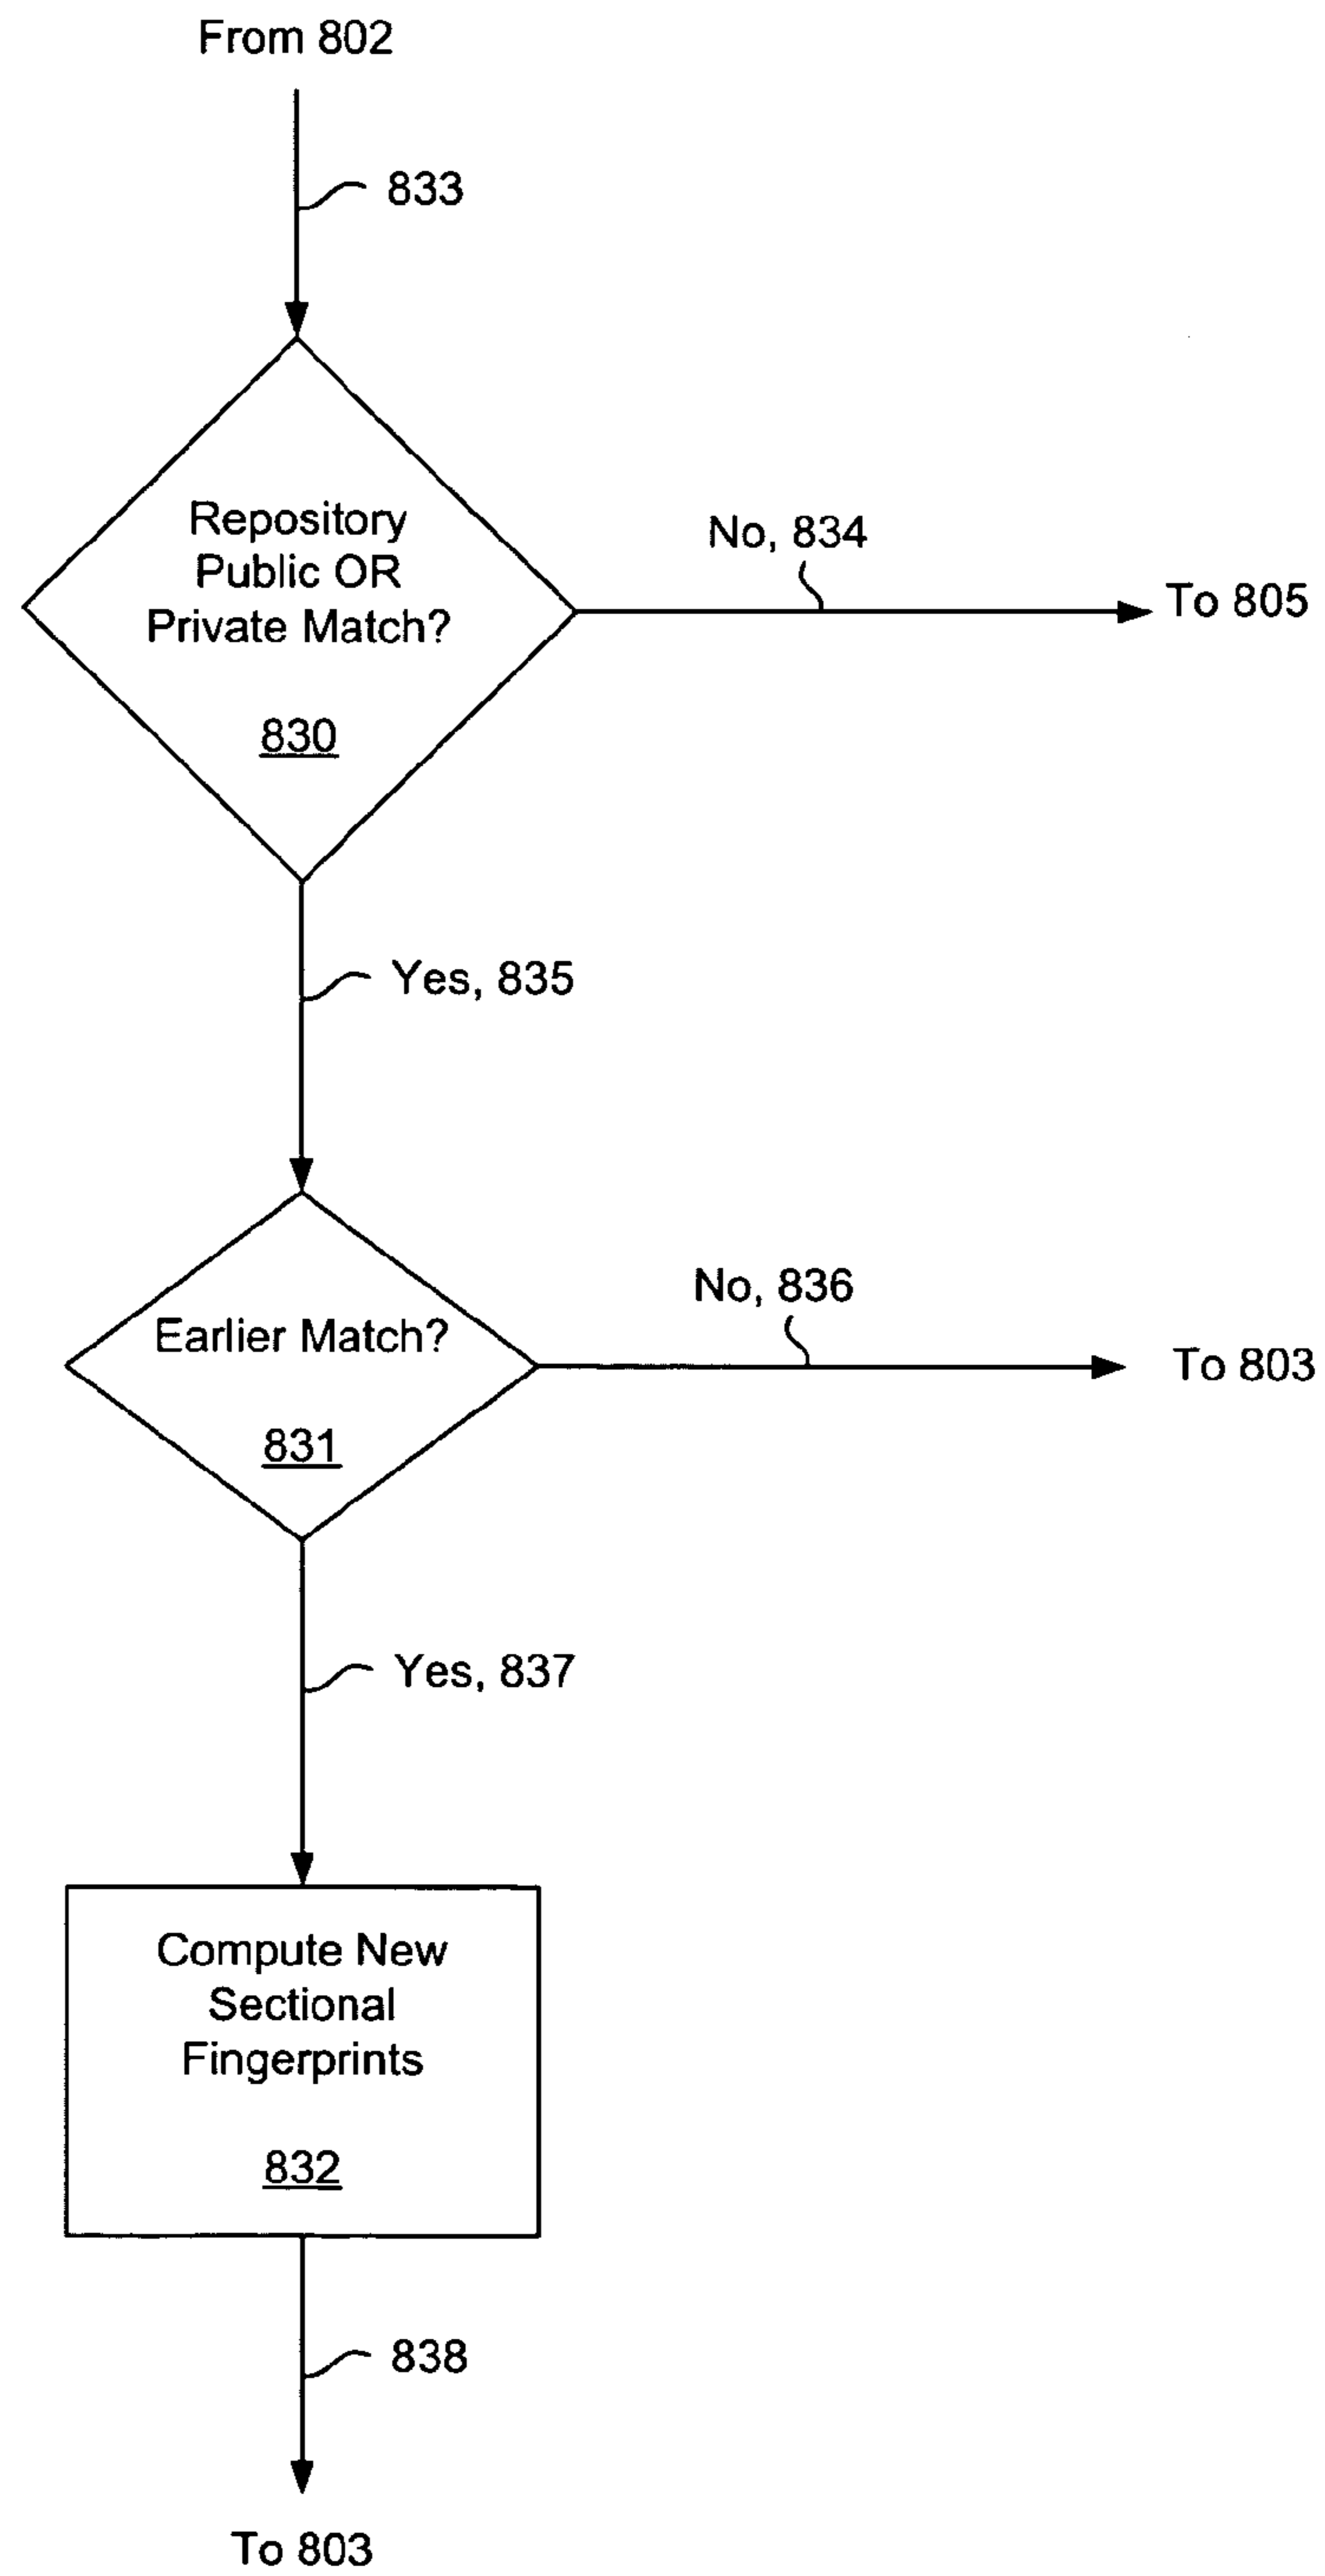 From 802
833
Repository
Public OR
Private Match?
830
No, 834
To 805
Yes, 835
Earlier Match?
831
No, 836
To 803
Yes, 837
Compute New
Sectional
Fingerprints
832
838
To 803